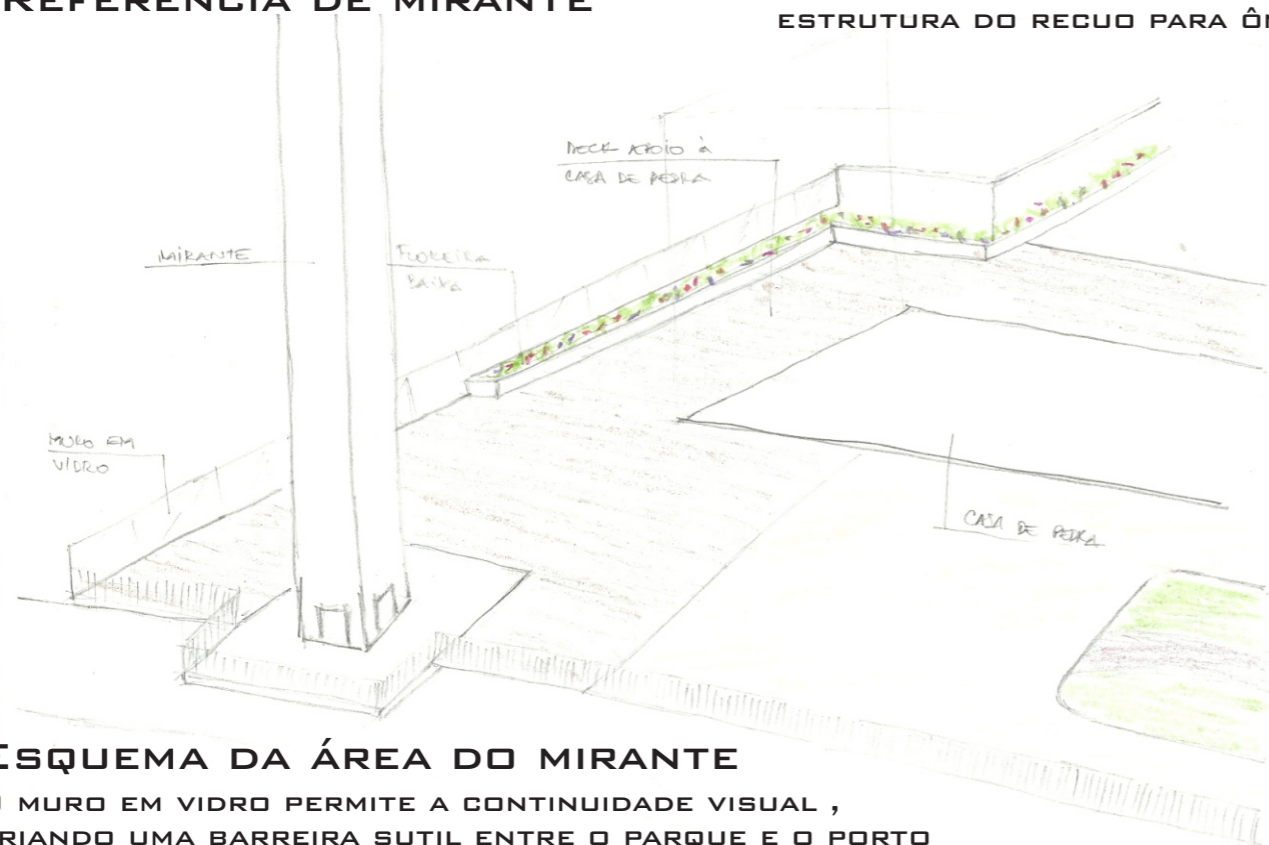 REFERÊNCIA DE MIRANTE
ESTRUTURA DO RECUO PARA
DECK APOIO À
CASA DE PEDRA
MIRANTE
FLOREIRA
BAIXA
MURO EM
VIDRO
CASA DE PEDRA
ESQUEMA DA ÁREA DO MIRANTE
O MURO EM VIDRO PERMITE A CONTINUIDADE VISUAL ,
RIANDO UMA BARREIRA SUTIL ENTRE O PARQUE E O PORTO